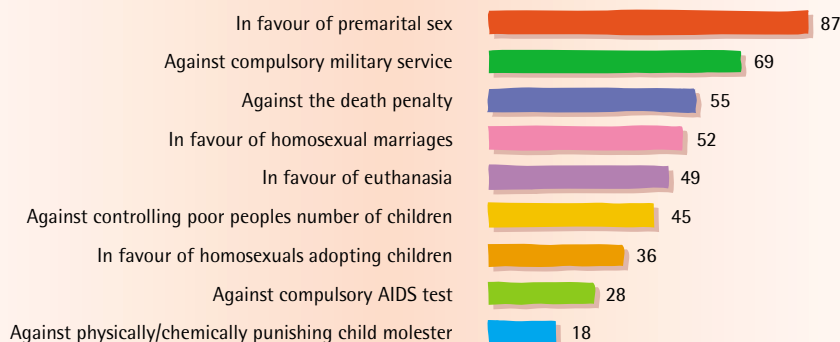 In favour of premarital sex 87
Against compulsory military service 69
Against the death penalty 55
In favour of homosexual marriages 52
In favour of euthanasia 49
Against controlling poor peoples number of children 45
In favour of homosexuals adopting children 36
Against compulsory AIDS test 28
Against physically/chemically punishing child molester 18